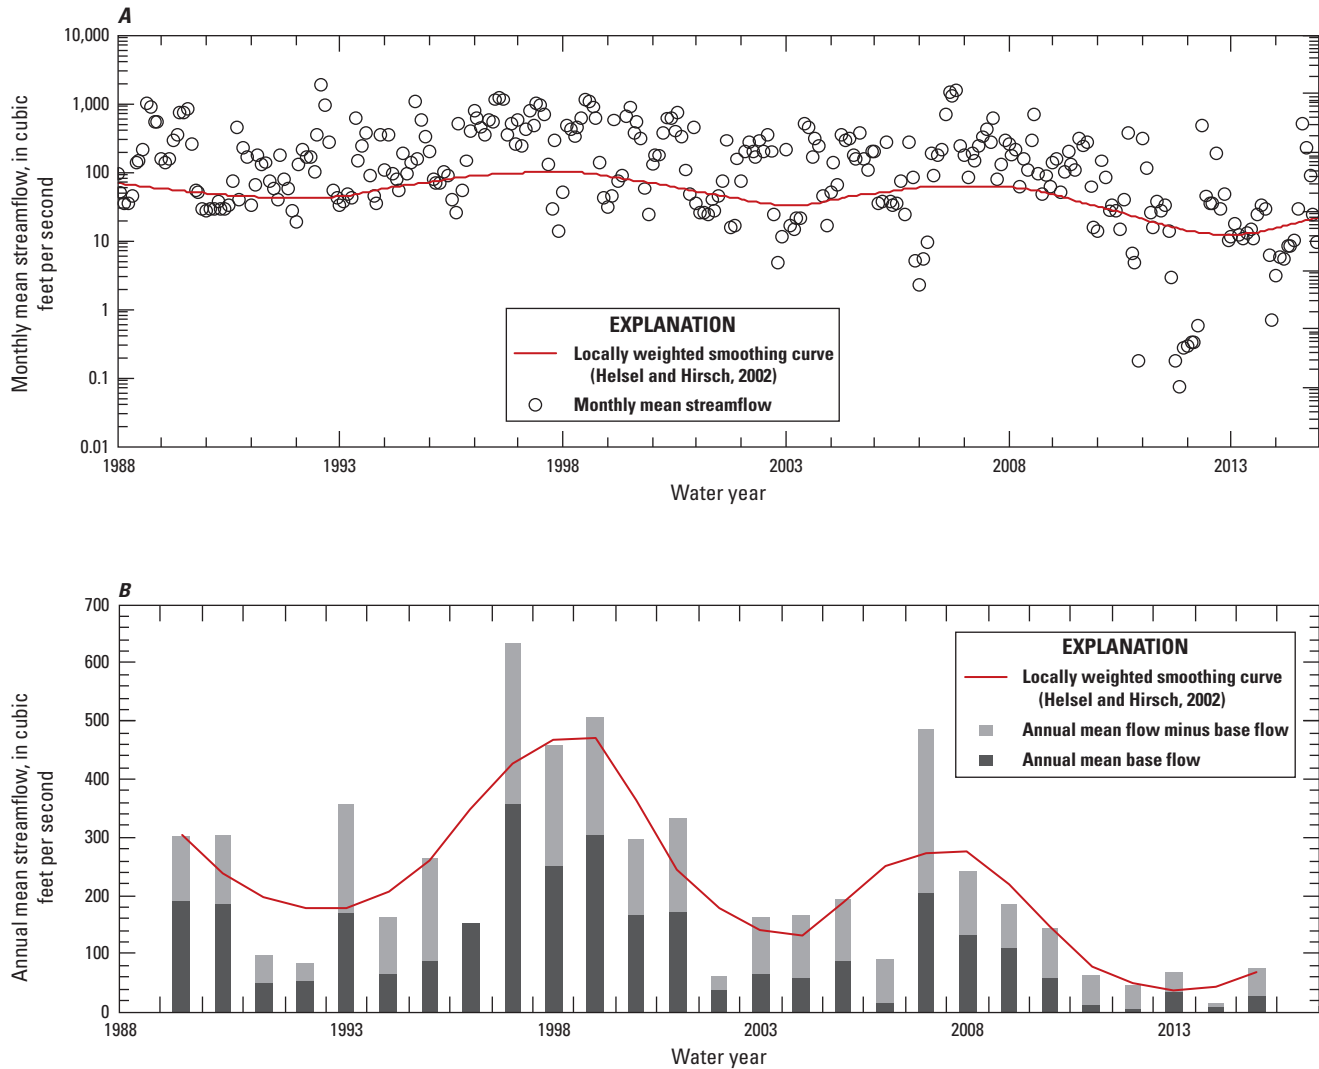 A
10,000
1,000
100
10
1
0.1
0.01
Monthly mean streamflow, in cubic
feet per second
EXPLANATION
Locally weighted smoothing curve
(Helsel and Hirsch, 2002)
Monthly mean streamflow
1988
1993
1998
2003
2008
2013
Water year
B
700
600
500
400
300
200
100
0
Annual mean streamflow, in cubic
feet per second
EXPLANATION
Locally weighted smoothing curve
(Helsel and Hirsch, 2002)
Annual mean flow minus base flow
Annual mean base flow
1988
1993
1998
2003
2008
2013
Water year